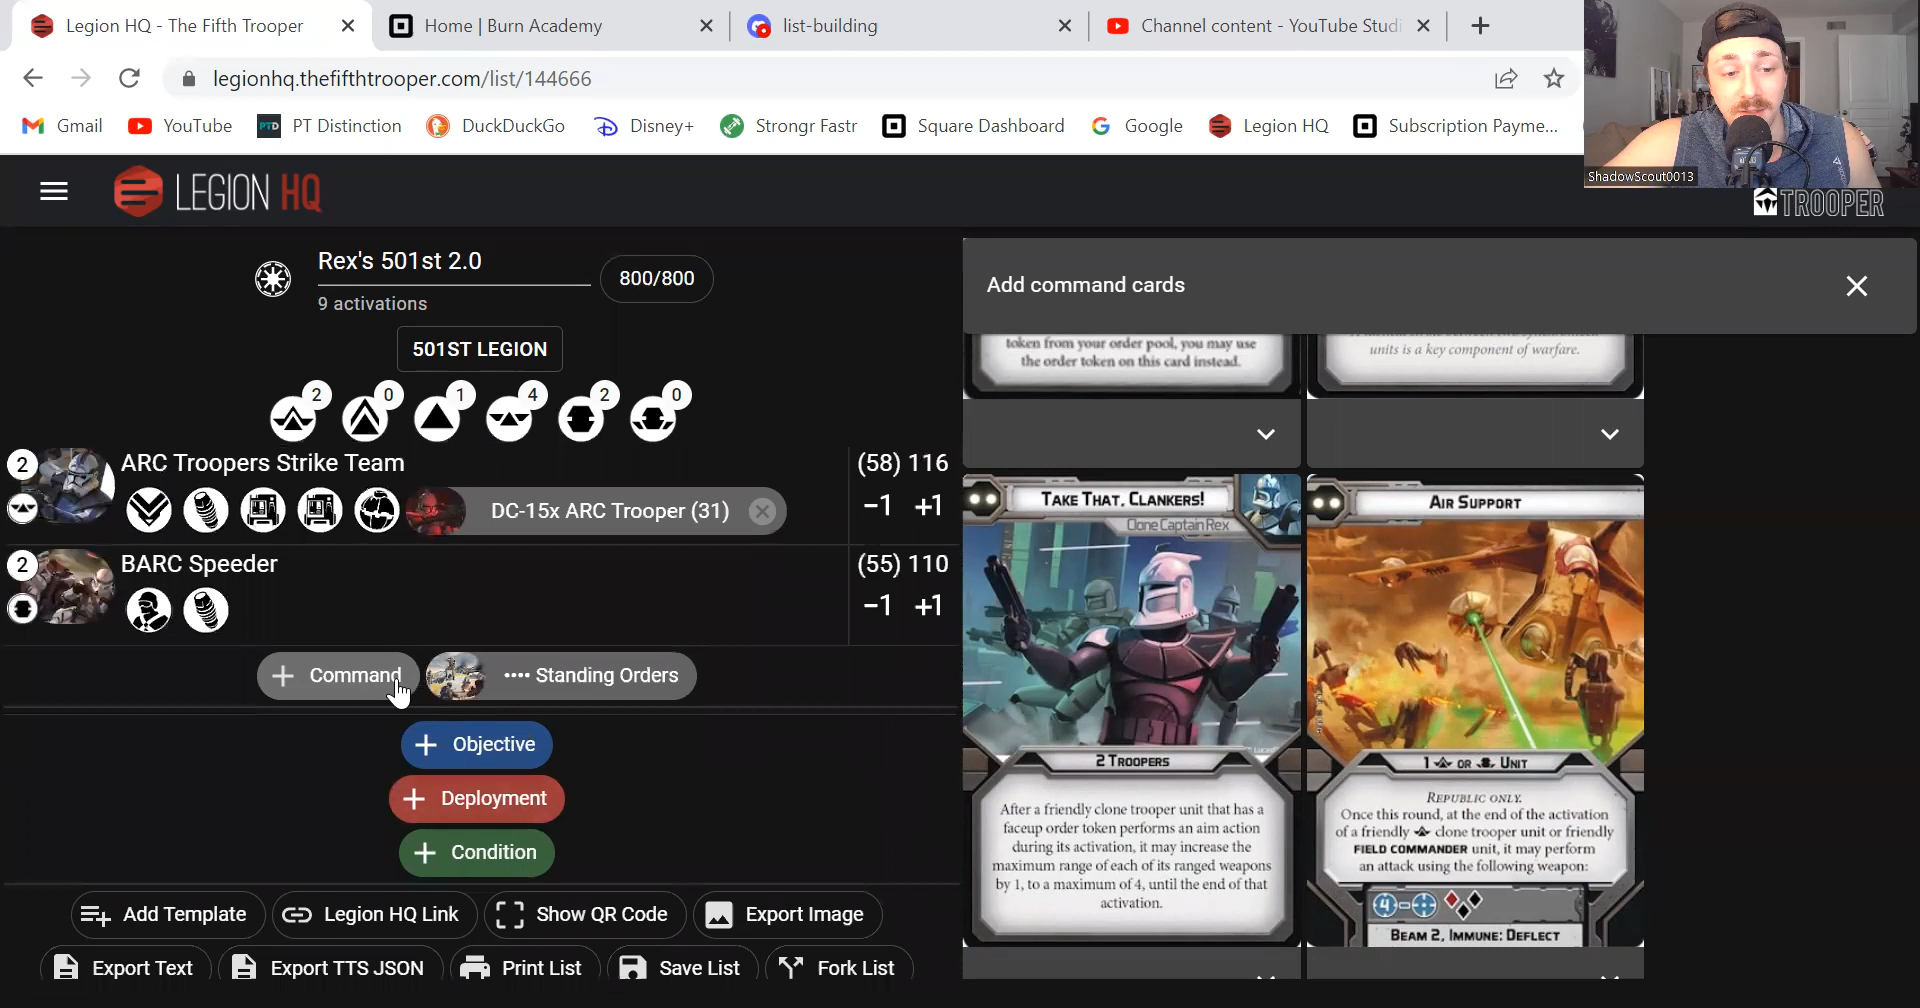 Legion HQ - The Fifth Trooper
Home | Burn Academy
list-building
Channel content - YouTube Studi
legionhq.thefifthtrooper.com/list/144666
Gmail
YouTube
PT Distinction
DuckDuckGo
Disney+
Strongr Fastr
Square Dashboard
Google
Legion HQ
Subscription Payme...
ShadowScout0013
LEGION HQ
TROOPER
Rex's 501st 2.0
800/800
9 activations
501ST LEGION
2 0 1 4 2 0
2 ARC Troopers Strike Team (58) 116
DC-15x ARC Trooper (31)
−1 +1
2 BARC Speeder (55) 110
−1 +1
+ Command
•••• Standing Orders
+ Objective
+ Deployment
+ Condition
Add Template
Legion HQ Link
Show QR Code
Export Image
Export Text
Export TTS JSON
Print List
Save List
Fork List
Add command cards
token from your order pool, you may use
the order token on this card instead.
units is a key component of warfare.
TAKE THAT, CLANKERS!
Clone Captain Rex
2 TROOPERS
After a friendly clone trooper unit that has a
faceup order token performs an aim action
during its activation, it may increase the
maximum range of each of its ranged weapons
by 1, to a maximum of 4, until the end of that
activation.
AIR SUPPORT
1 OR UNIT
REPUBLIC ONLY.
Once this round, at the end of the activation
of a friendly clone trooper unit or friendly
FIELD COMMANDER unit, it may perform
an attack using the following weapon:
4-
BEAM 2, IMMUNE: DEFLECT